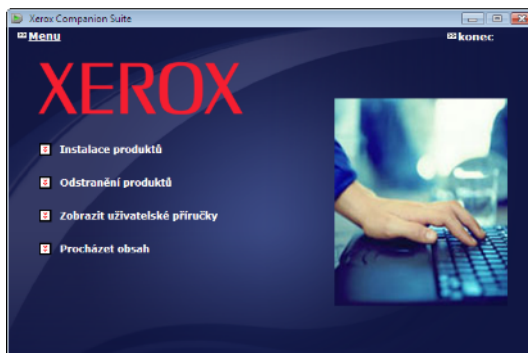 Xerox Companion Suite
Menu
konec
XEROX
Instalace produktů
Odstranění produktů
Zobrazit uživatelské příručky
Procházet obsah